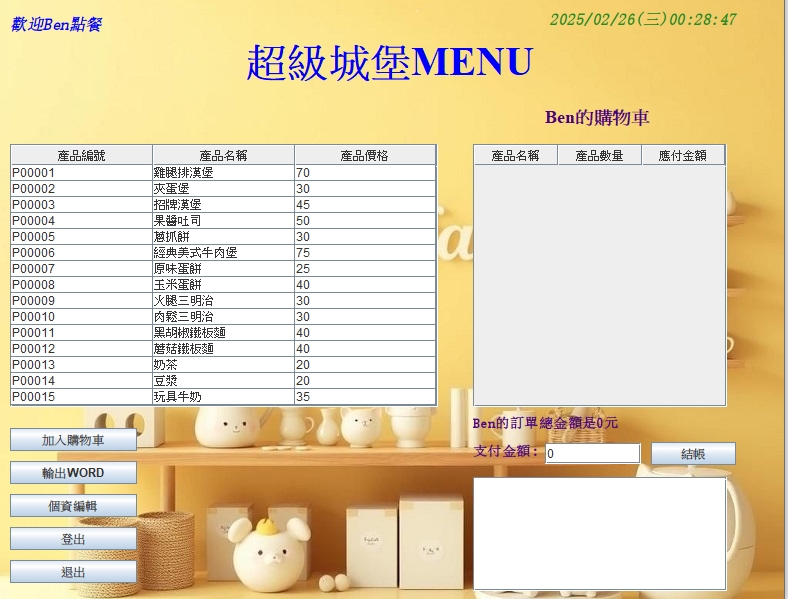 歡迎Ben點餐
2025/02/26(三)00:28:47
超級城堡MENU
Ben的購物車
產品編號 產品名稱 產品價格
P00001 雞腿排漢堡 70
P00002 夾蛋堡 30
P00003 招牌漢堡 45
P00004 果醬吐司 50
P00005 蔥抓餅 30
P00006 經典美式牛肉堡 75
P00007 原味蛋餅 25
P00008 玉米蛋餅 40
P00009 火腿三明治 30
P00010 肉鬆三明治 30
P00011 黑胡椒鐵板麵 40
P00012 蘑菇鐵板麵 40
P00013 奶茶 20
P00014 豆漿 20
P00015 玩具牛奶 35
產品名稱 產品數量 應付金額
Ben的訂單總金額是0元
支付金額： 0 結帳
加入購物車
輸出WORD
個資編輯
登出
退出